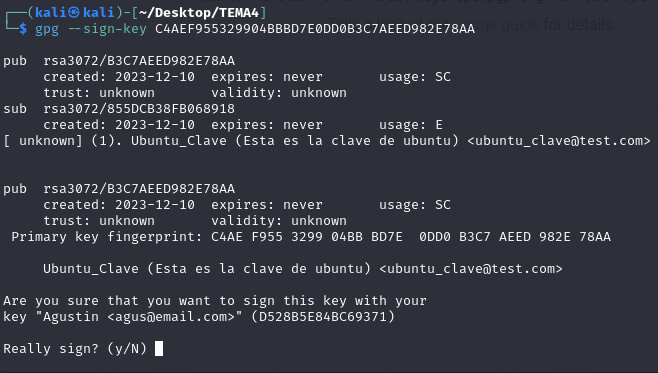 ┌──(kali㉿kali)-[~/Desktop/TEMA4]
└─$ gpg --sign-key C4AEF955329904BBBD7E0DD0B3C7AEED982E78AA
pub  rsa3072/B3C7AEED982E78AA
     created: 2023-12-10  expires: never       usage: SC
     trust: unknown       validity: unknown
sub  rsa3072/855DCB38FB068918
     created: 2023-12-10  expires: never       usage: E
[ unknown] (1). Ubuntu_Clave (Esta es la clave de ubuntu) <ubuntu_clave@test.com>
pub  rsa3072/B3C7AEED982E78AA
     created: 2023-12-10  expires: never       usage: SC
     trust: unknown       validity: unknown
 Primary key fingerprint: C4AE F955 3299 04BB BD7E  0DD0 B3C7 AEED 982E 78AA
     Ubuntu_Clave (Esta es la clave de ubuntu) <ubuntu_clave@test.com>
Are you sure that you want to sign this key with your
key "Agustin <agus@email.com>" (D528B5E84BC69371)
Really sign? (y/N)